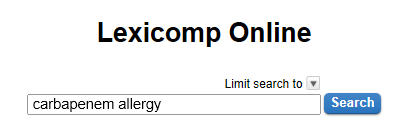 Lexicomp Online
Limit search to
carbapenem allergy Search